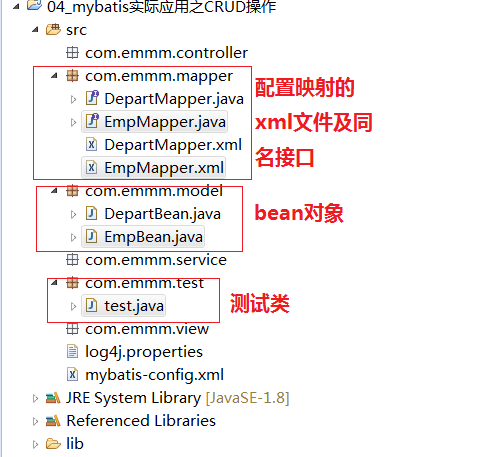 04_mybatis实际应用之CRUD操作
src
com.emmm.controller
com.emmm.mapper
DepartMapper.java
EmpMapper.java
DepartMapper.xml
EmpMapper.xml
配置映射的
xml文件及同
名接口
com.emmm.model
DepartBean.java
EmpBean.java
bean对象
com.emmm.service
com.emmm.test
test.java
测试类
com.emmm.view
log4j.properties
mybatis-config.xml
JRE System Library [JavaSE-1.8]
Referenced Libraries
lib